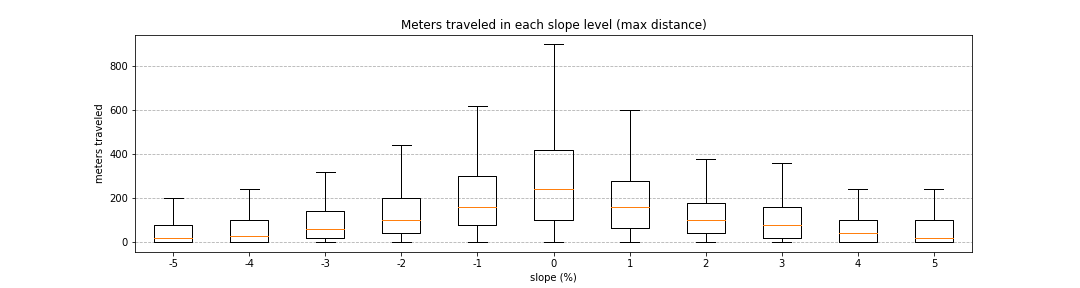 Meters traveled in each slope level (max distance)
meters traveled
800
600
400
200
0
-5 -4 -3 -2 -1 0 1 2 3 4 5
slope (%)